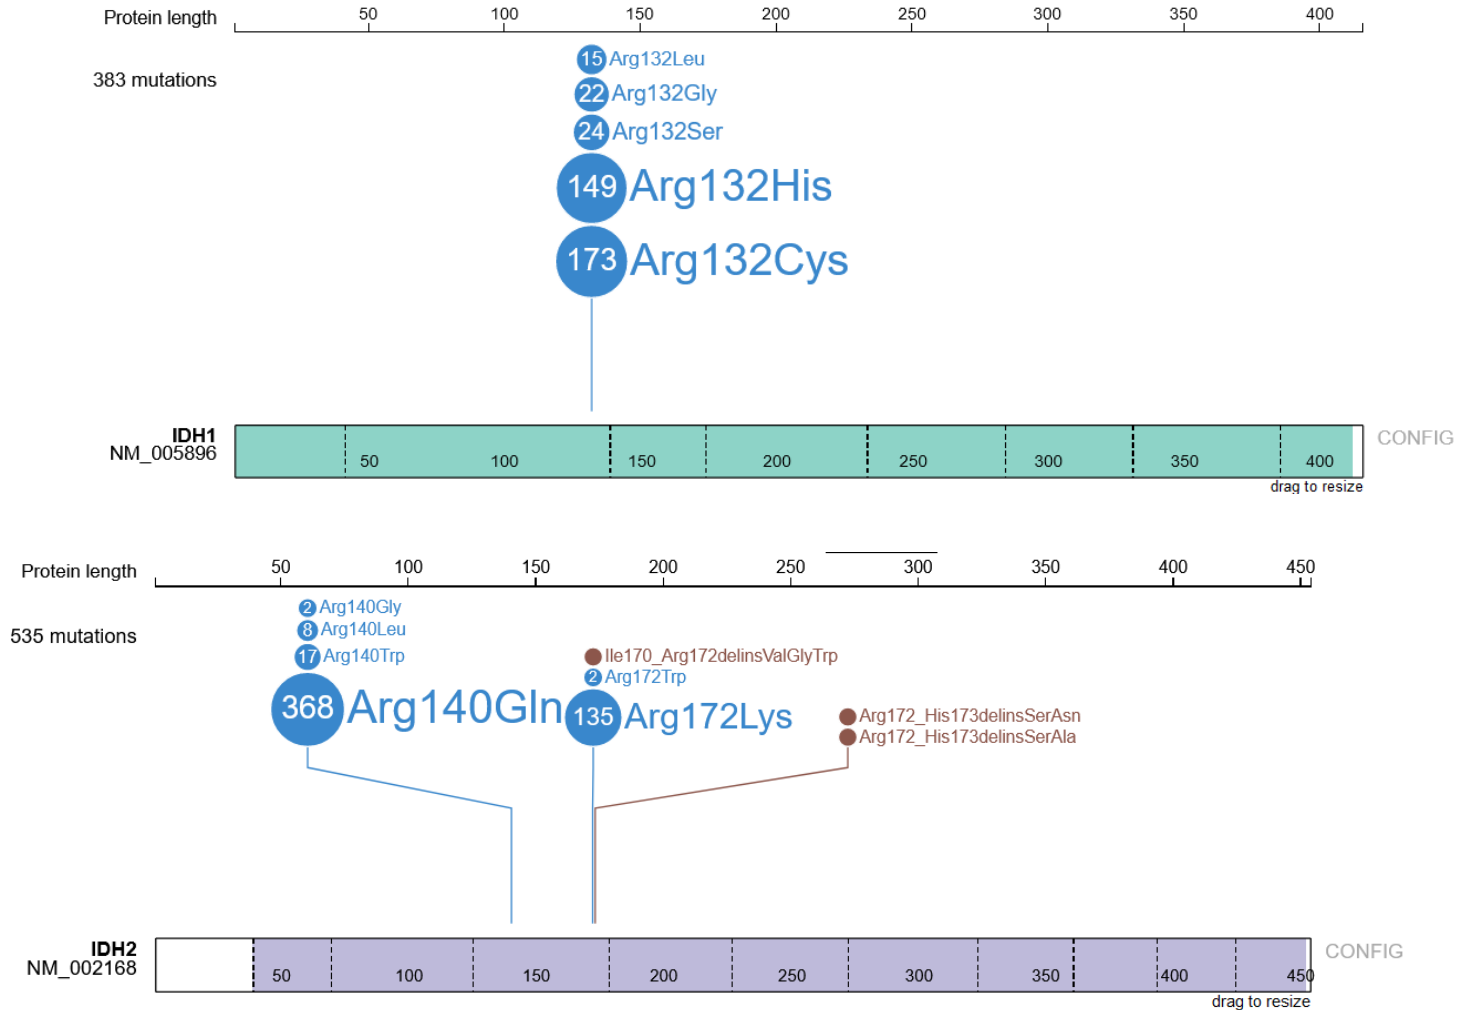 Protein length 50 100 150 200 250 300 350 400
383 mutations
15 Arg132Leu
22 Arg132Gly
24 Arg132Ser
149 Arg132His
173 Arg132Cys
IDH1
NM_005896
50 100 150 200 250 300 350 400
CONFIG
drag to resize
Protein length 50 100 150 200 250 300 350 400 450
535 mutations
2 Arg140Gly
8 Arg140Leu
17 Arg140Trp
368 Arg140Gln
Ile170_Arg172delinsValGlyTrp
2 Arg172Trp
135 Arg172Lys
Arg172_His173delinsSerAsn
Arg172_His173delinsSerAla
IDH2
NM_002168
50 100 150 200 250 300 350 400 450
CONFIG
drag to resize